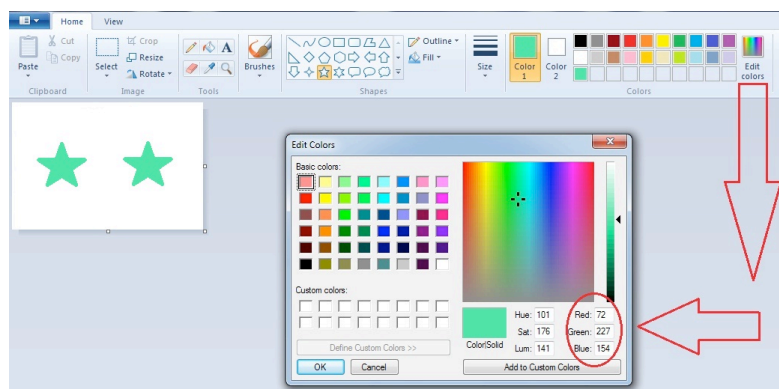 Home View
Paste
Cut
Copy
Clipboard
Select
Crop
Resize
Rotate
Image
A
Tools
Brushes
Outline
Fill
Shapes
Size
Color
1
Color
2
Colors
Edit
colors
Edit Colors
Basic colors:
Custom colors:
Define Custom Colors >>
OK Cancel
Color|Solid
Hue: 101 Red: 72
Sat: 176 Green: 227
Lum: 141 Blue: 154
Add to Custom Colors